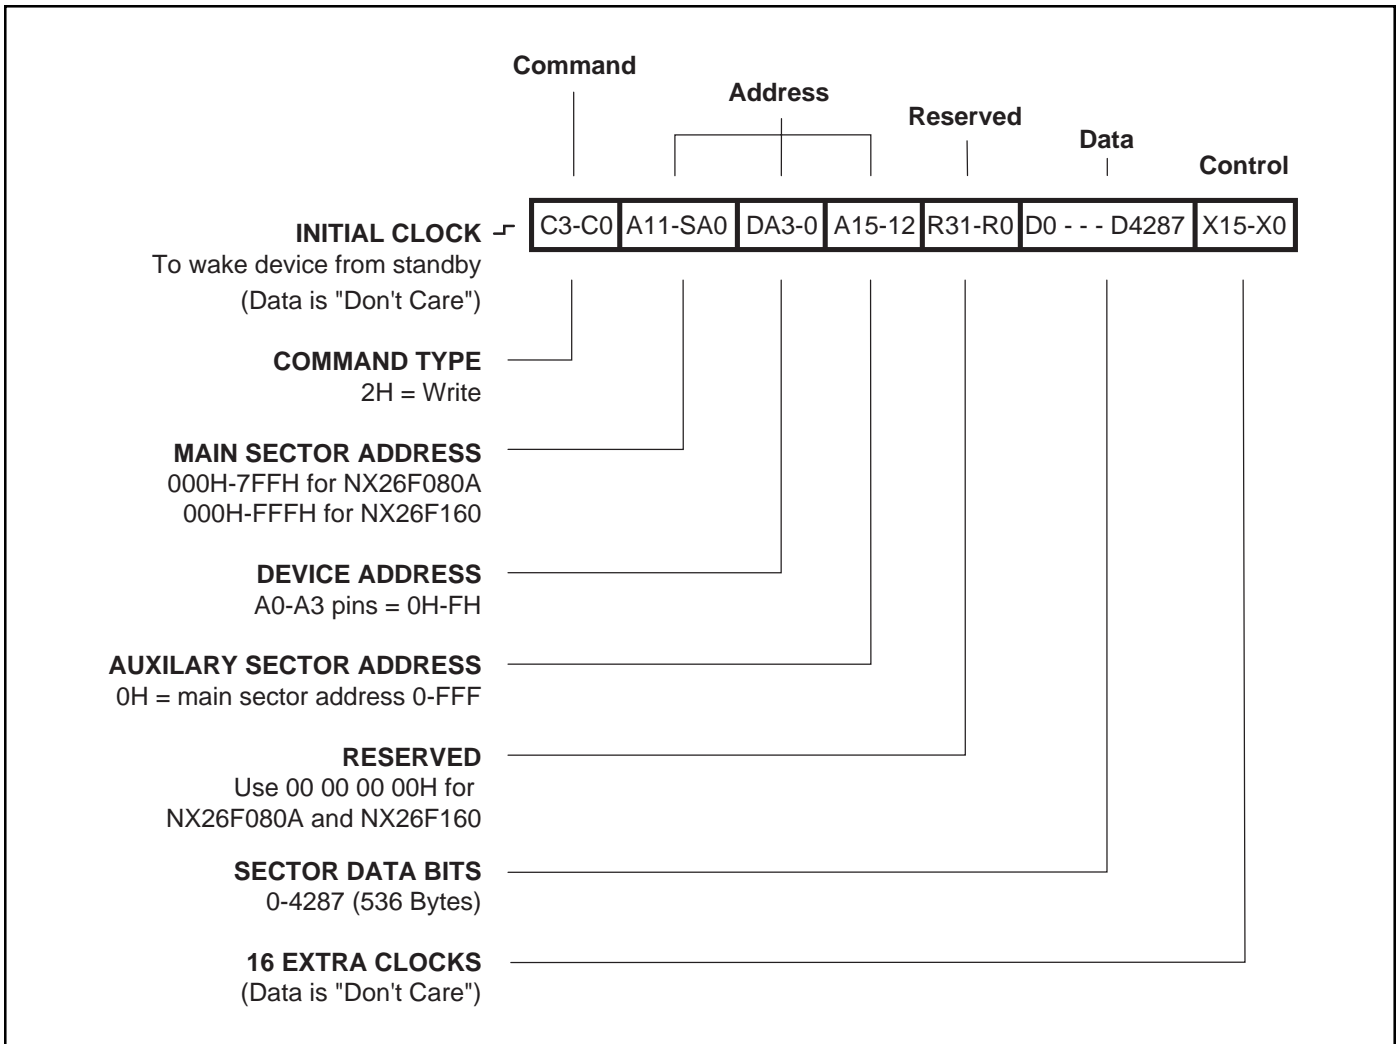 Command
Address
Reserved
Data
Control
C3-C0 A11-SA0 DA3-0 A15-12 R31-R0 D0 - - - D4287 X15-X0
INITIAL CLOCK
To wake device from standby
(Data is "Don't Care")
COMMAND TYPE
2H = Write
MAIN SECTOR ADDRESS
000H-7FFH for NX26F080A
000H-FFFH for NX26F160
DEVICE ADDRESS
A0-A3 pins = 0H-FH
AUXILARY SECTOR ADDRESS
0H = main sector address 0-FFF
RESERVED
Use 00 00 00 00H for
NX26F080A and NX26F160
SECTOR DATA BITS
0-4287 (536 Bytes)
16 EXTRA CLOCKS
(Data is "Don't Care")